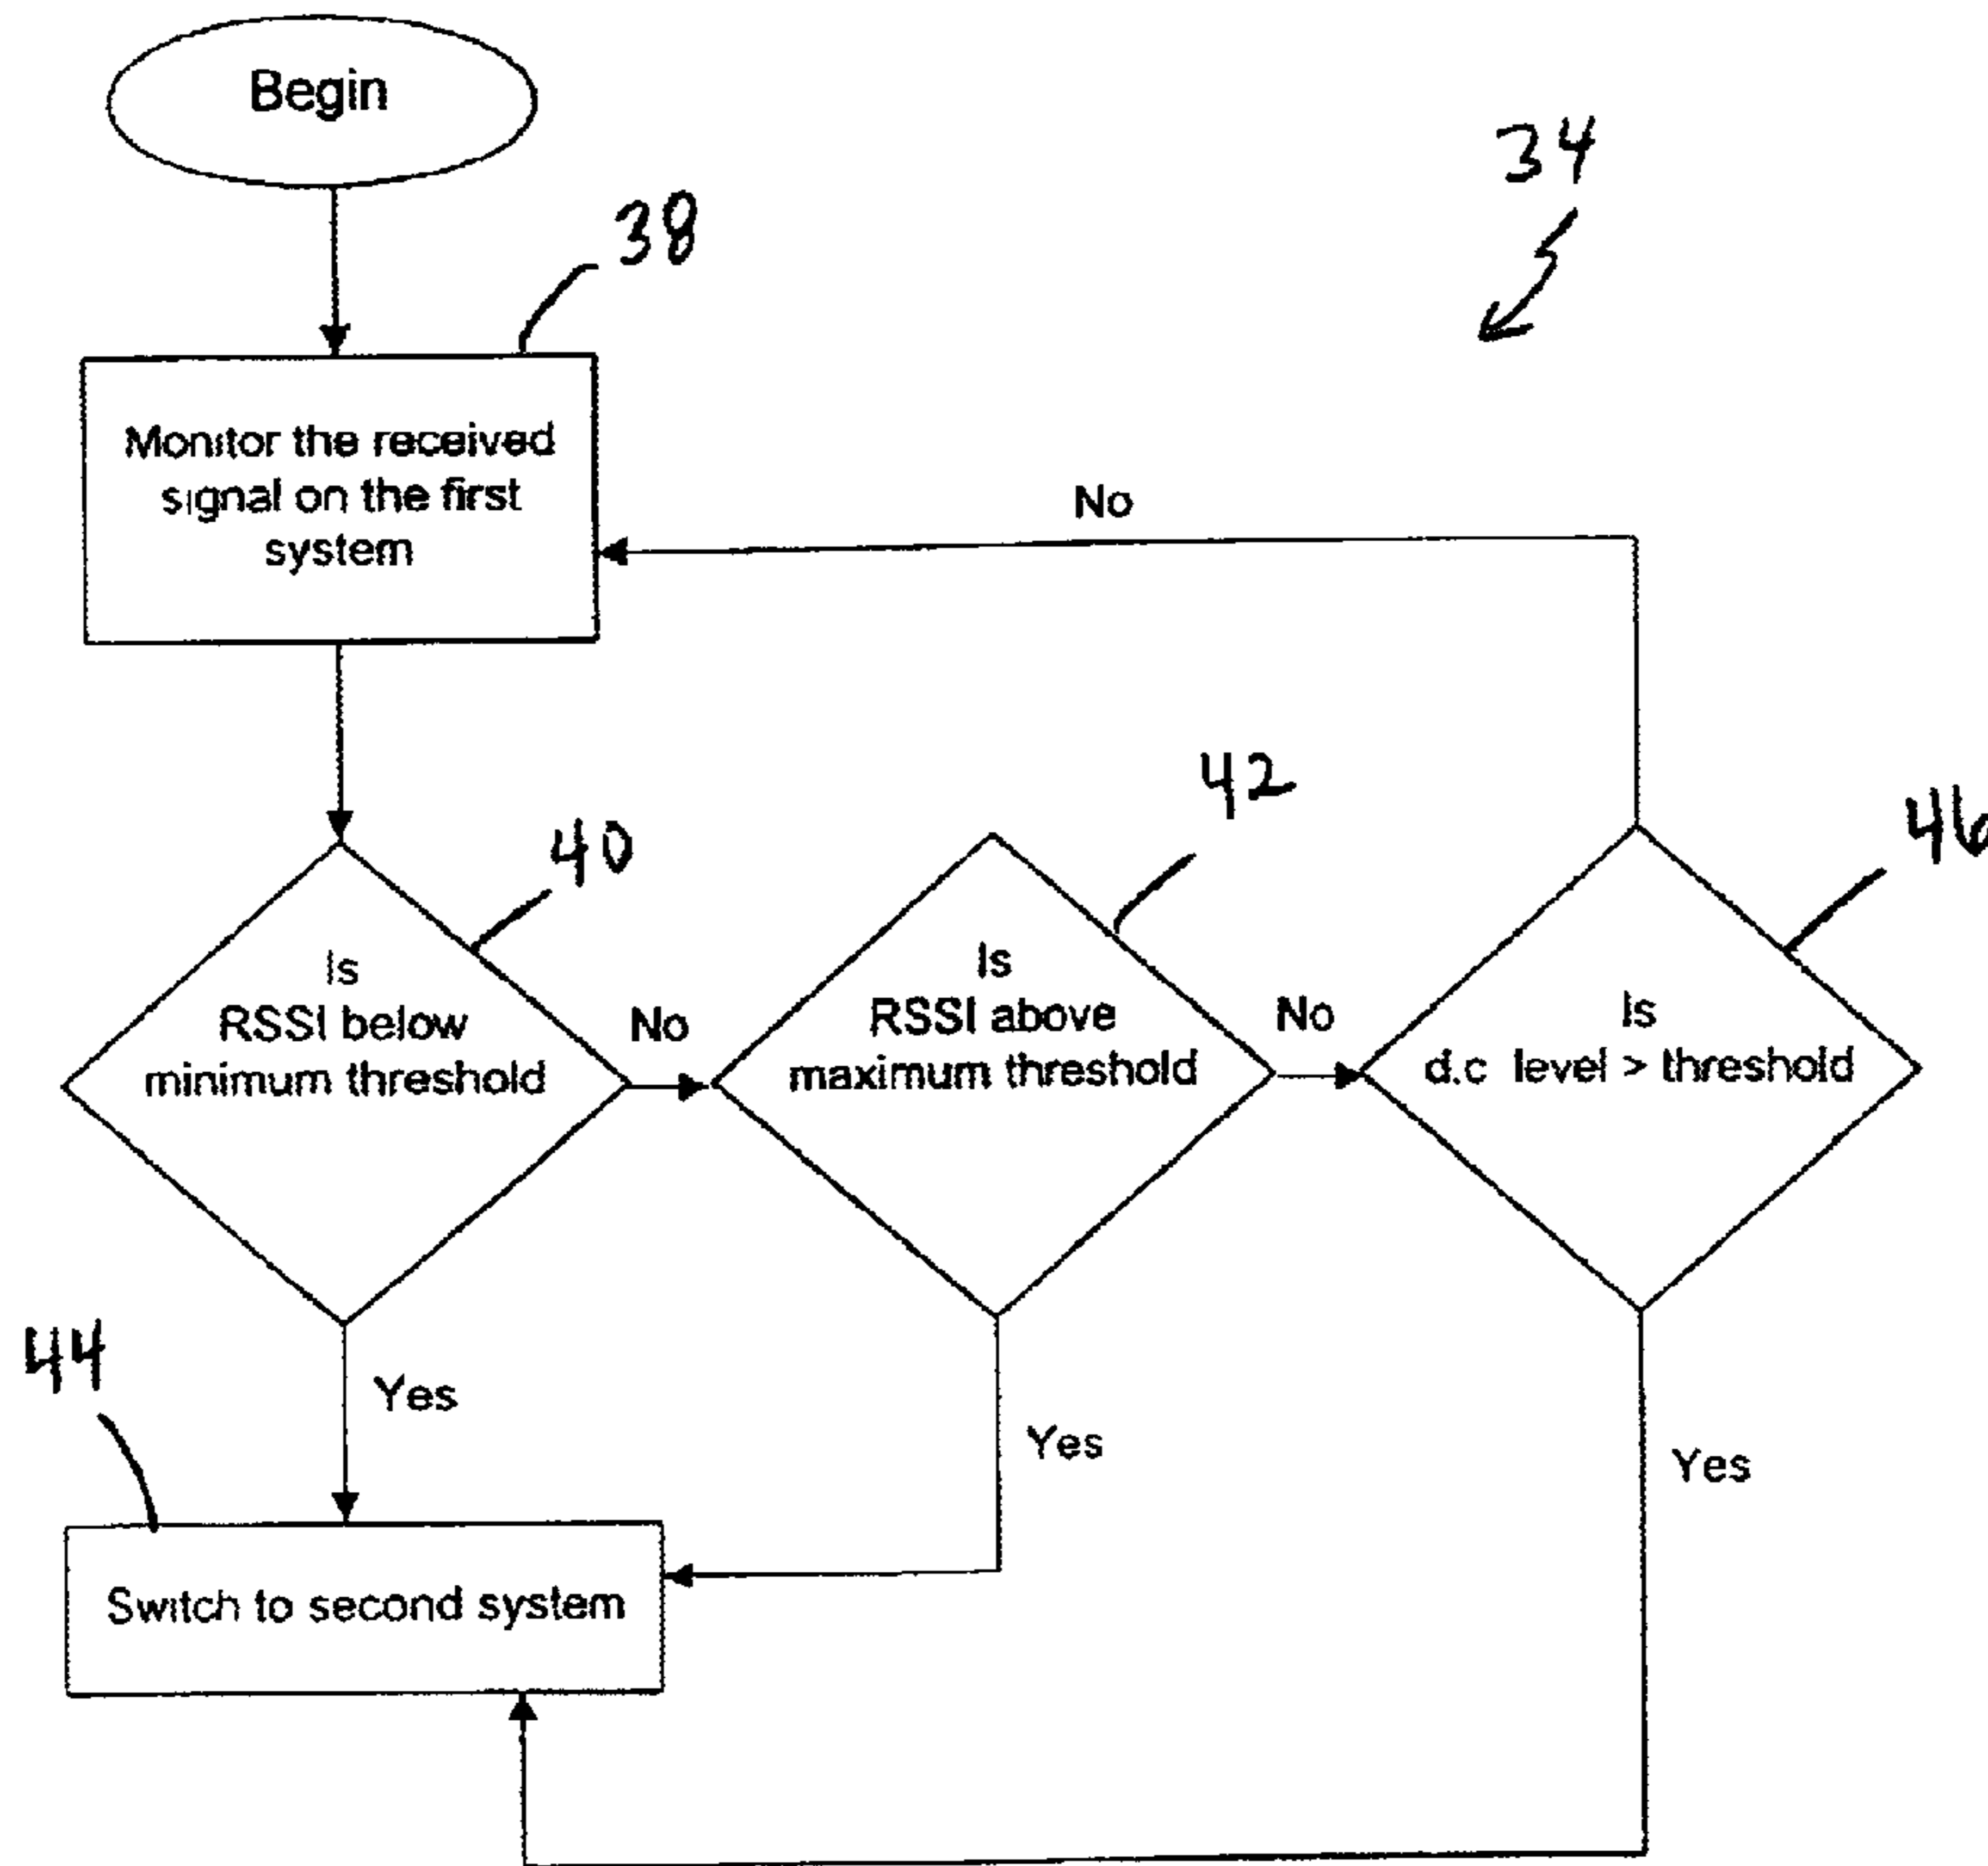 Begin
34
38
Monitor the received
signal on the first
system
No
42
46
40
Is
RSSI below
minimum threshold
No
Is
RSSI above
maximum threshold
No
Is
d.c level > threshold
44
Yes
Yes
Yes
Switch to second system